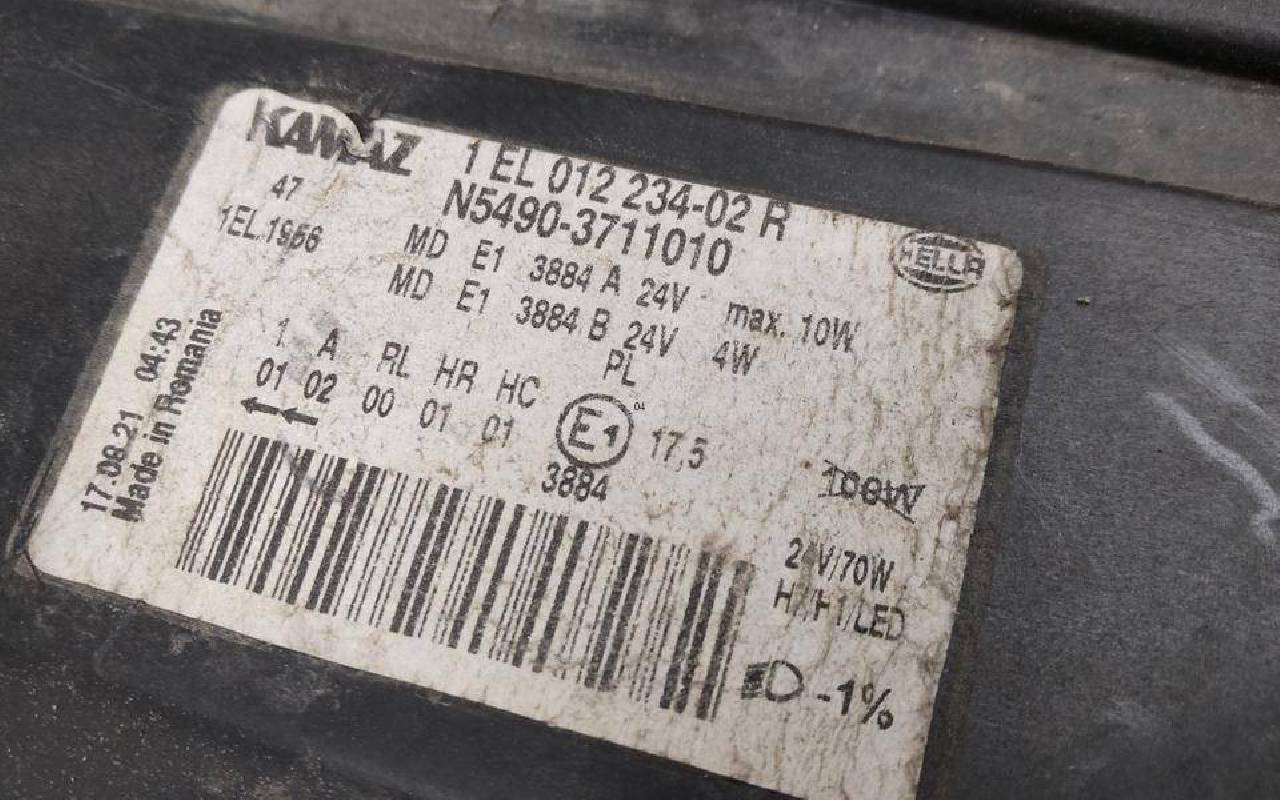 KAMAZ 1 EL 012 234-02 R
N5490-3711010
HELLA
47
1EL.1966
MD E1 3884 A 24V max. 10W
MD E1 3884 B 24V 4W
1 A RL HR HC PL
01 02 00 01 01 E1 04 17,5
3884
17.08.21 04:43
Made in Romania
100W
24V/70W
/H1/LED
-1%